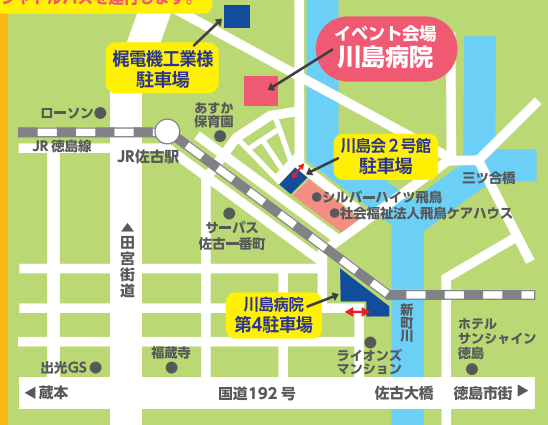 シャトルバスを運行します。
イベント会場
川島病院
梶電機工業様
駐車場
ローソン
あすか
保育園
川島会2号館
駐車場
JR徳島線
JR佐古駅
三ツ合橋
シルバーハイツ飛鳥
社会福祉法人飛鳥ケアハウス
サーパス
佐古一番町
▲田宮街道
川島病院
第4駐車場
新町川
ホテル
サンシャイン
徳島
福蔵寺
ライオンズ
マンション
出光GS
◀蔵本
国道192号
佐古大橋
徳島市街▶